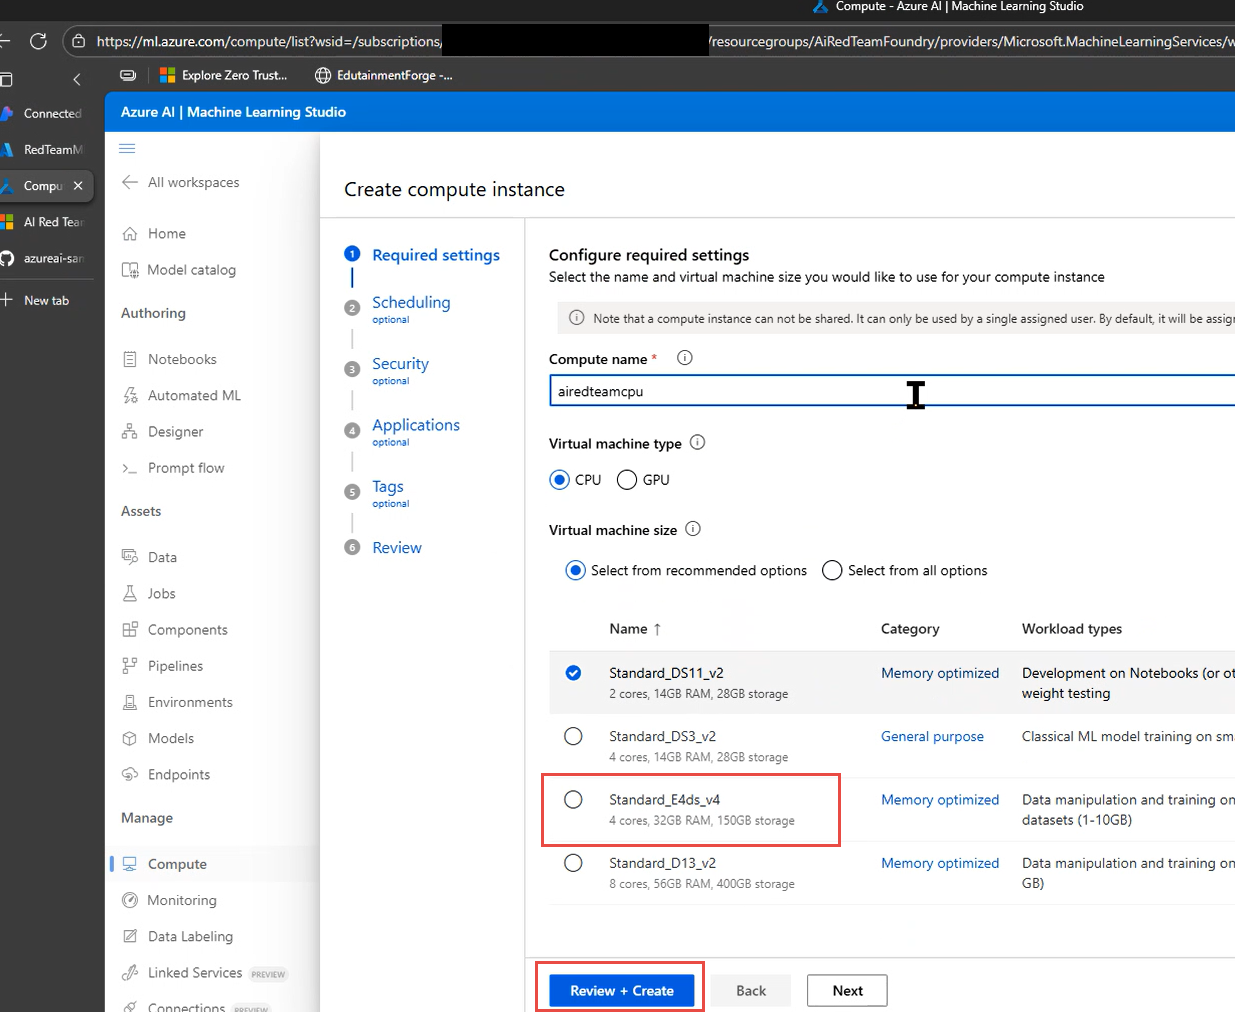 Compute - Azure AI | Machine Learning Studio
https://ml.azure.com/compute/list?wsid=/subscriptions/ /resourcegroups/AiRedTeamFoundry/providers/Microsoft.MachineLearningServices/w
Explore Zero Trust... EdutainmentForge -...
Connected
RedTeamM
Compu
AI Red Tea
azureai-sam
New tab
Azure AI | Machine Learning Studio
All workspaces
Home
Model catalog
Authoring
Notebooks
Automated ML
Designer
Prompt flow
Assets
Data
Jobs
Components
Pipelines
Environments
Models
Endpoints
Manage
Compute
Monitoring
Data Labeling
Linked Services PREVIEW
Connections PREVIEW
Create compute instance
1 Required settings
2 Scheduling
optional
3 Security
optional
4 Applications
optional
5 Tags
optional
6 Review
Configure required settings
Select the name and virtual machine size you would like to use for your compute instance
Note that a compute instance can not be shared. It can only be used by a single assigned user. By default, it will be assig
Compute name *
airedteamcpu
Virtual machine type
CPU GPU
Virtual machine size
Select from recommended options Select from all options
Name ↑ Category Workload types
Standard_DS11_v2 Memory optimized Development on Notebooks (or ot
2 cores, 14GB RAM, 28GB storage weight testing
Standard_DS3_v2 General purpose Classical ML model training on sm
4 cores, 14GB RAM, 28GB storage
Standard_E4ds_v4 Memory optimized Data manipulation and training on
4 cores, 32GB RAM, 150GB storage datasets (1-10GB)
Standard_D13_v2 Memory optimized Data manipulation and training on
8 cores, 56GB RAM, 400GB storage GB)
Review + Create Back Next